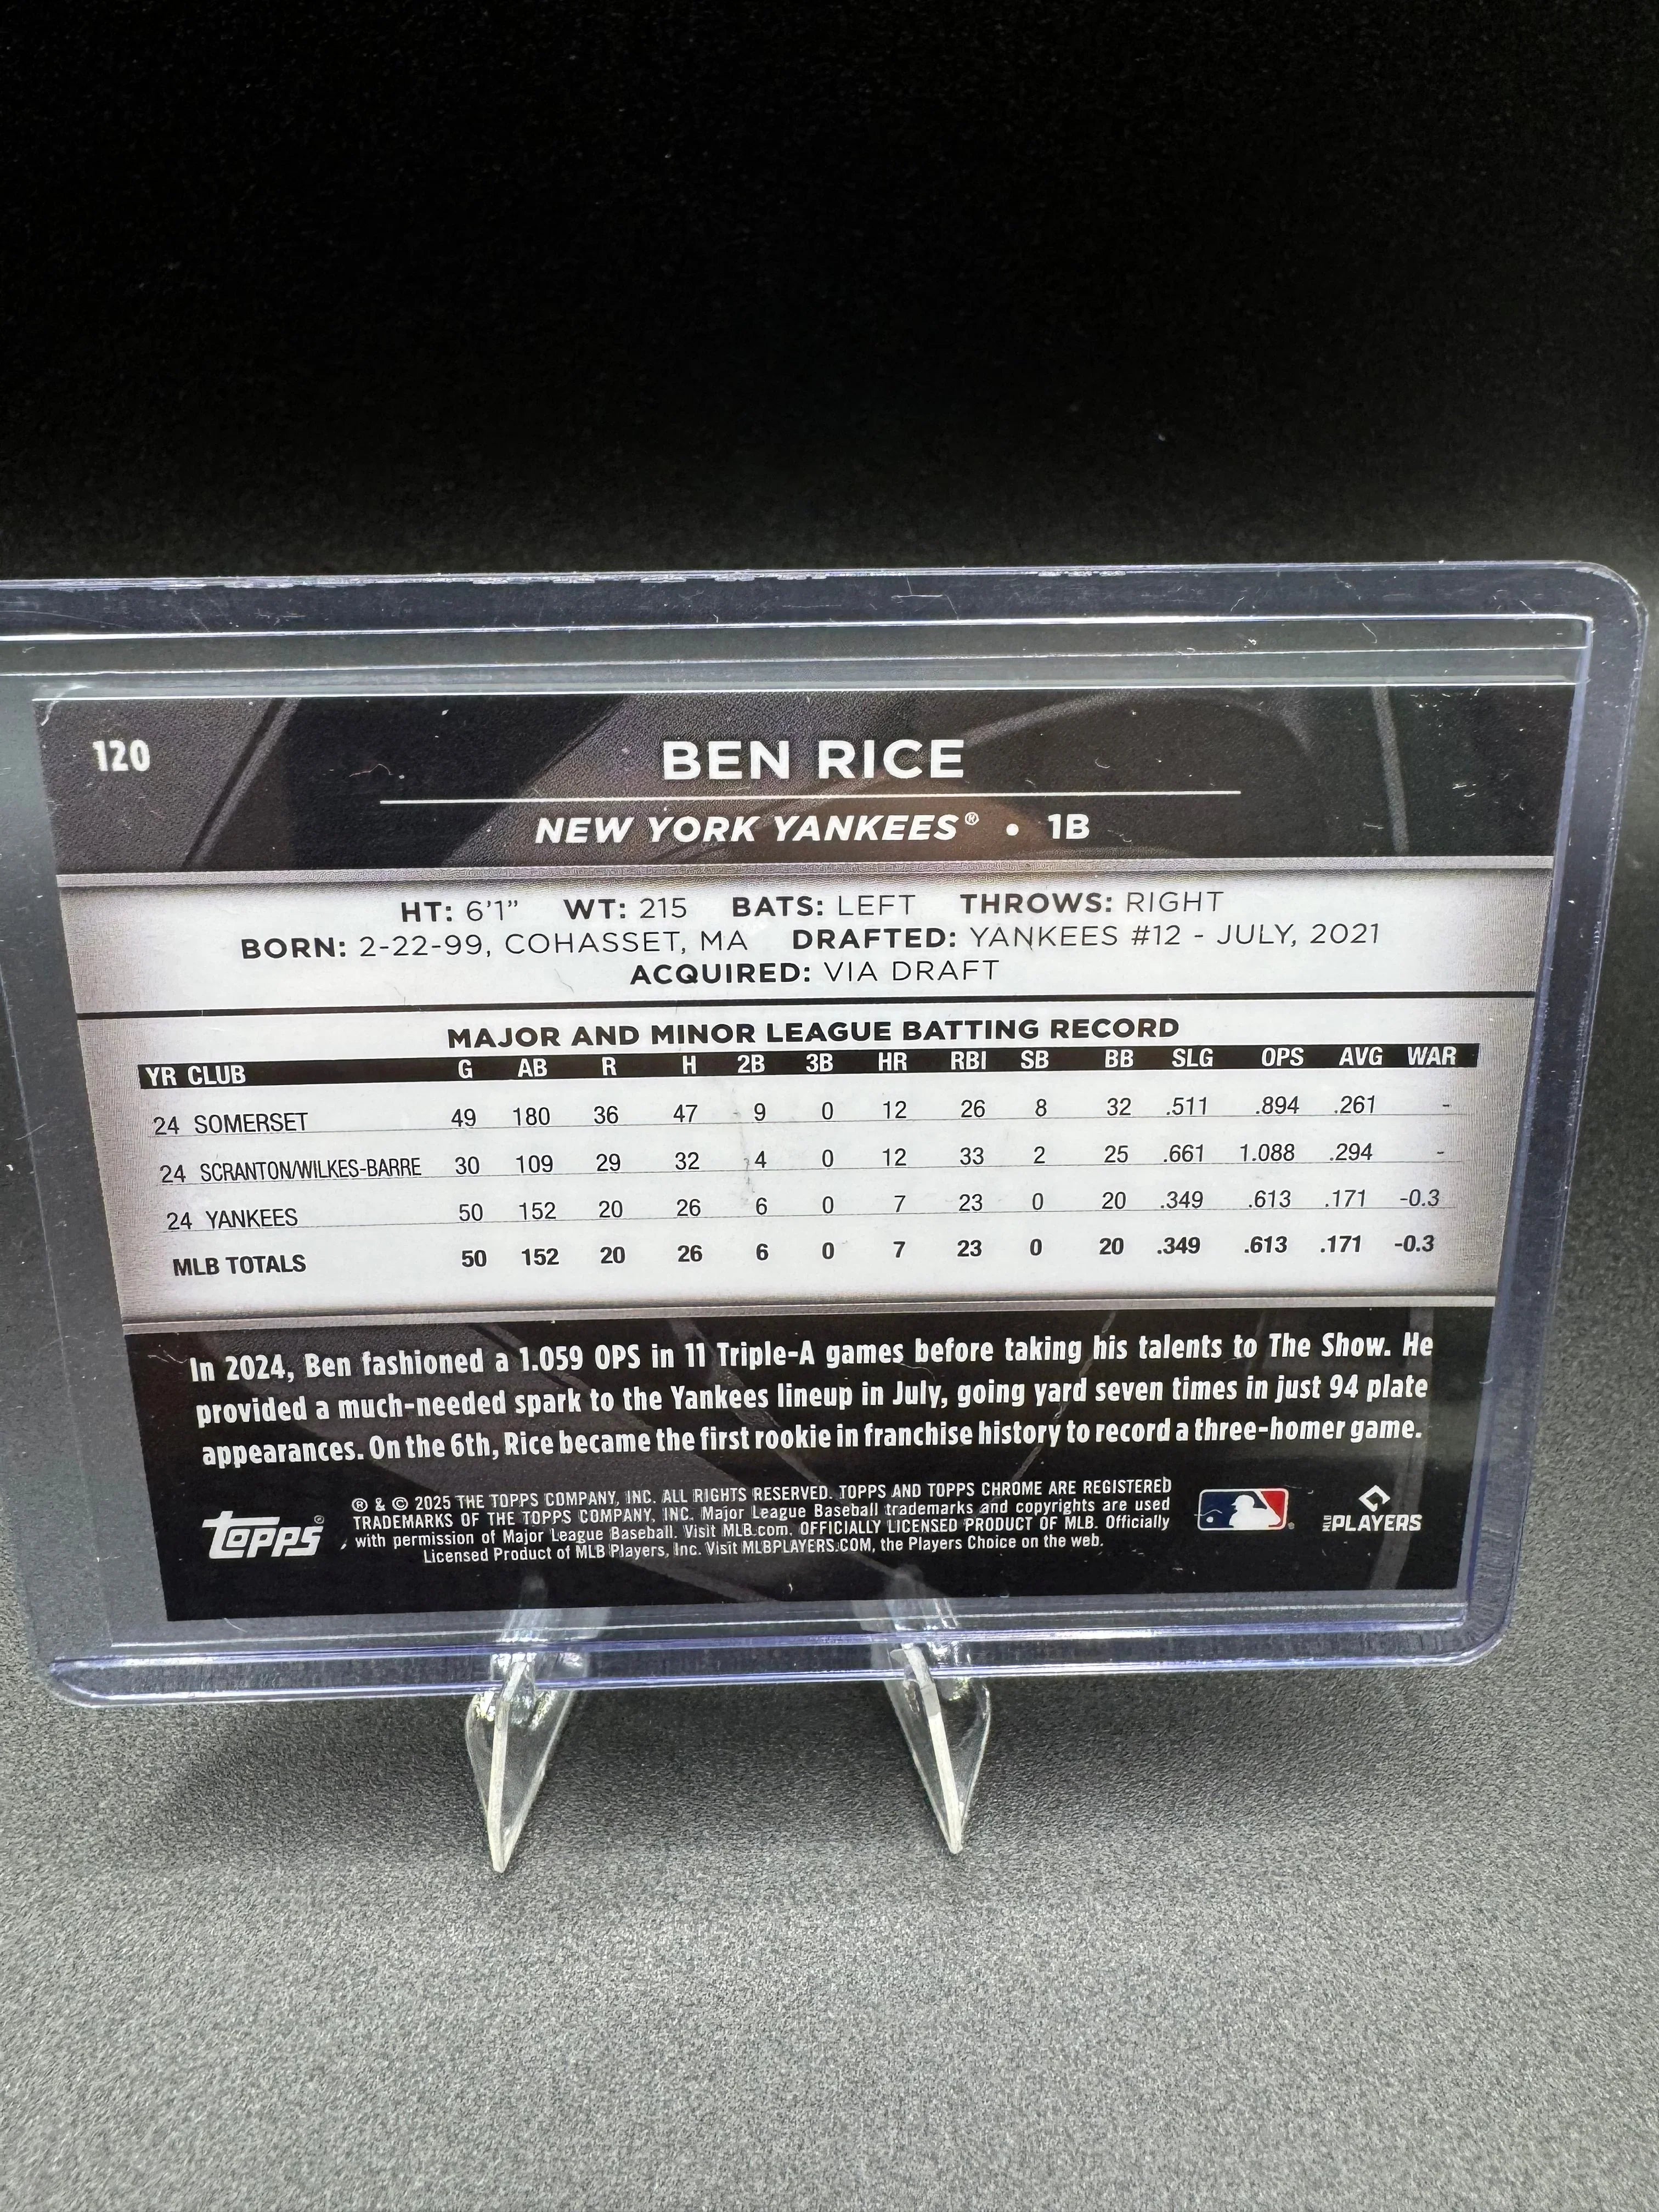 120
BEN RICE
NEW YORK YANKEES® • 1B
HT: 6'1" WT: 215 BATS: LEFT THROWS: RIGHT
BORN: 2-22-99, COHASSET, MA DRAFTED: YANKEES #12 - JULY, 2021
ACQUIRED: VIA DRAFT
MAJOR AND MINOR LEAGUE BATTING RECORD
YR CLUB G AB R H 2B 3B HR RBI SB BB SLG OPS AVG WAR
24 SOMERSET 49 180 36 47 9 0 12 26 8 32 .511 .894 .261 -
24 SCRANTON/WILKES-BARRE 30 109 29 32 4 0 12 33 2 25 .661 1.088 .294 -
24 YANKEES 50 152 20 26 6 0 7 23 0 20 .349 .613 .171 -0.3
MLB TOTALS 50 152 20 26 6 0 7 23 0 20 .349 .613 .171 -0.3
In 2024, Ben fashioned a 1.059 OPS in 11 Triple-A games before taking his talents to The Show. He
provided a much-needed spark to the Yankees lineup in July, going yard seven times in just 94 plate
appearances. On the 6th, Rice became the first rookie in franchise history to record a three-homer game.
topps®
® & © 2025 THE TOPPS COMPANY, INC. ALL RIGHTS RESERVED. TOPPS AND TOPPS CHROME ARE REGISTERED
TRADEMARKS OF THE TOPPS COMPANY, INC. Major League Baseball trademarks and copyrights are used
with permission of Major League Baseball. Visit MLB.com. OFFICIALLY LICENSED PRODUCT OF MLB. Officially
Licensed Product of MLB Players, Inc. Visit MLBPLAYERS.COM, the Players Choice on the web.
MLB PLAYERS